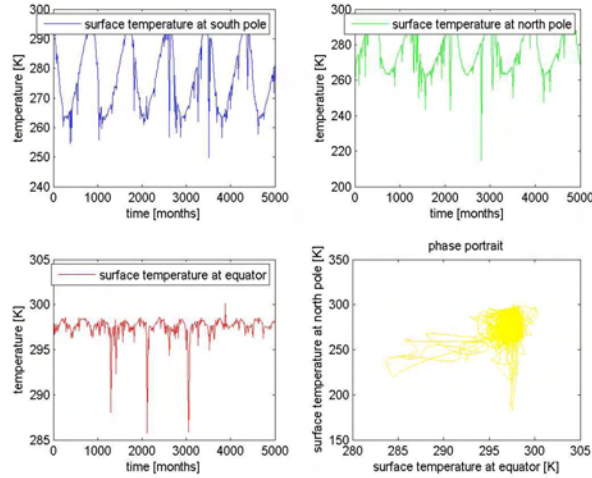 surface temperature at south pole
temperature [K]
300
290
280
270
260
250
240
0 1000 2000 3000 4000 5000
time [months]
surface temperature at north pole
temperature [K]
300
280
260
240
220
200
0 1000 2000 3000 4000 5000
time [months]
surface temperature at equator
temperature [K]
305
300
295
290
285
0 1000 2000 3000 4000 5000
time [months]
phase portrait
surface temperature at north pole [K]
350
300
250
200
150
280 285 290 295 300 305
surface temperature at equator [K]